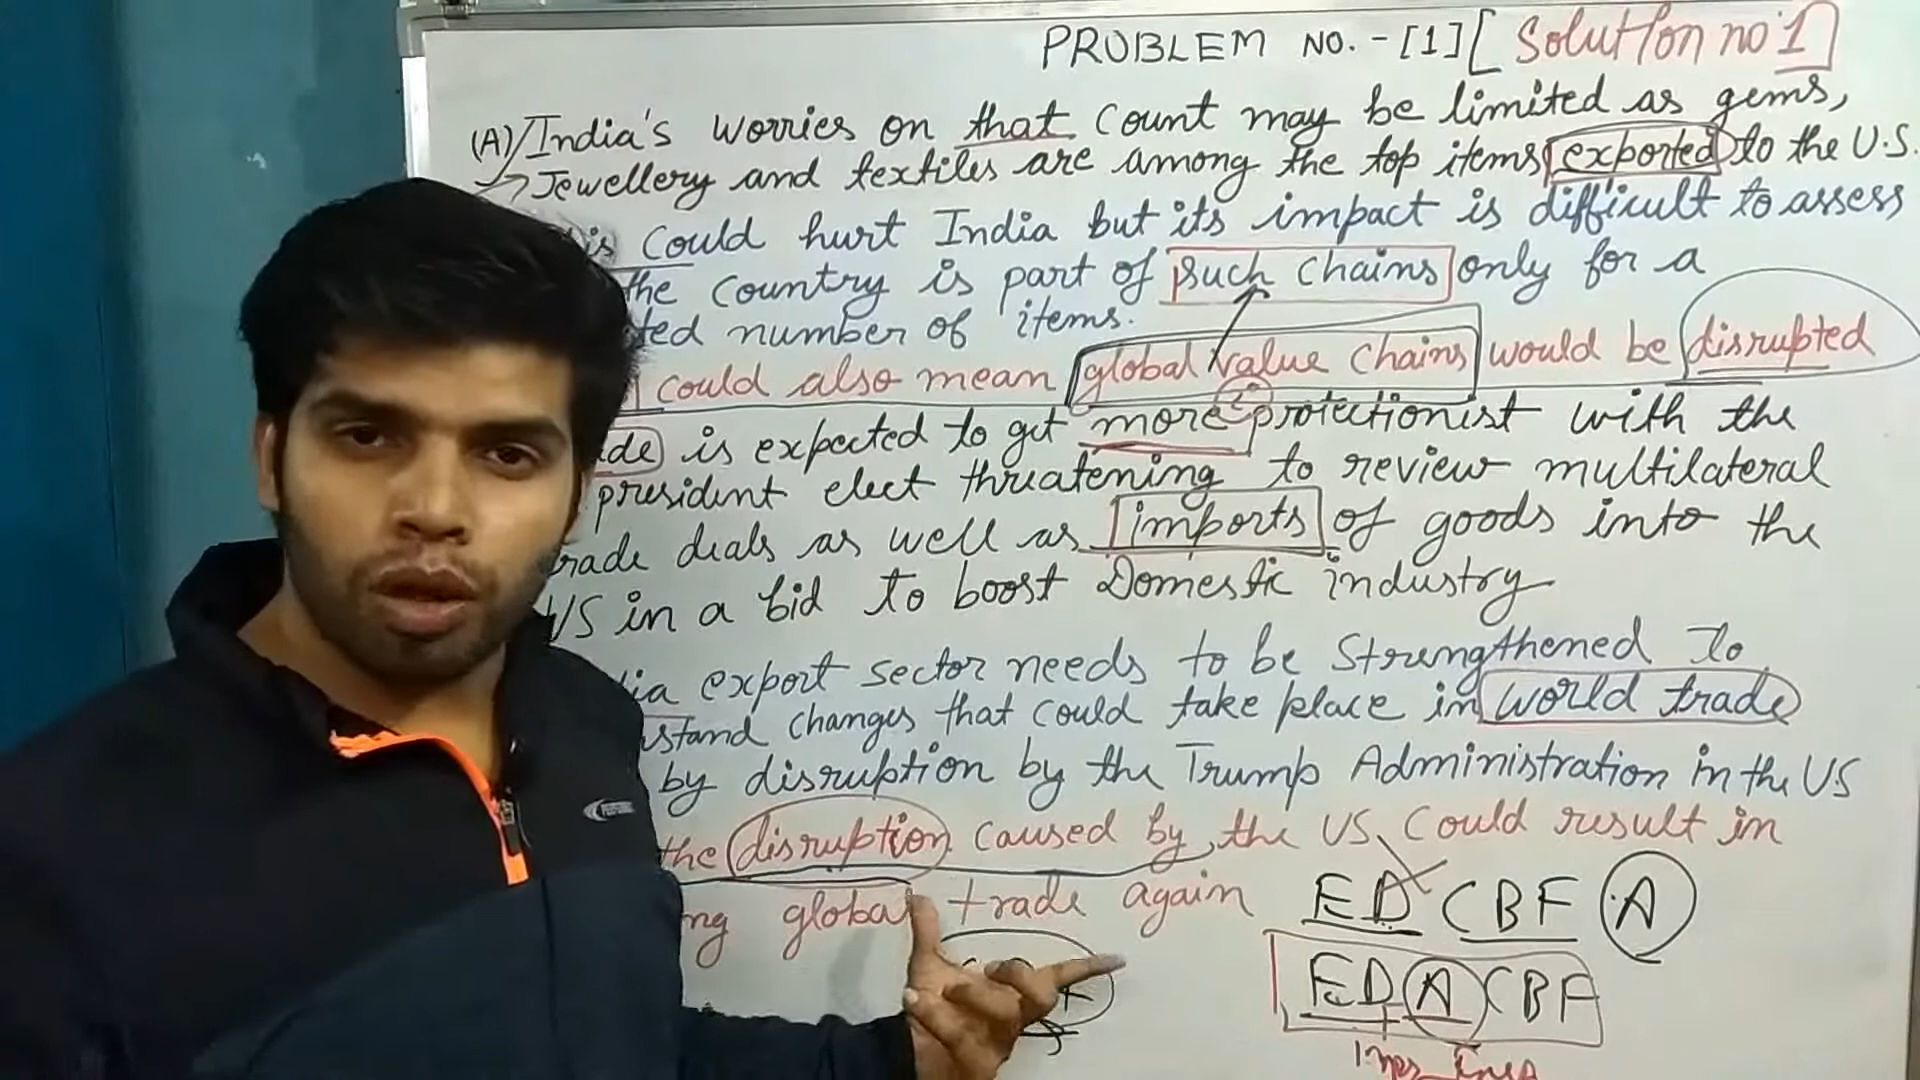 PROBLEM NO. - [1] [Solution no 1]
(A) India's worries on that count may be limited as gems,
Jewellery and textiles are among the top items exported to the U.S.
is could hurt India but its impact is difficult to assess
the country is part of such chains only for a
ted number of items.
could also mean global value chains would be disrupted
de is expected to get more protectionist with the
president elect threatening to review multilateral
trade deals as well as imports of goods into the
US in a bid to boost Domestic industry
ia export sector needs to be Strengthened to
stand changes that could take place in world trade
by disruption by the Trump Administration in the US
the disruption caused by the US could result in
ng global trade again
ED CBF A
ED A CBF